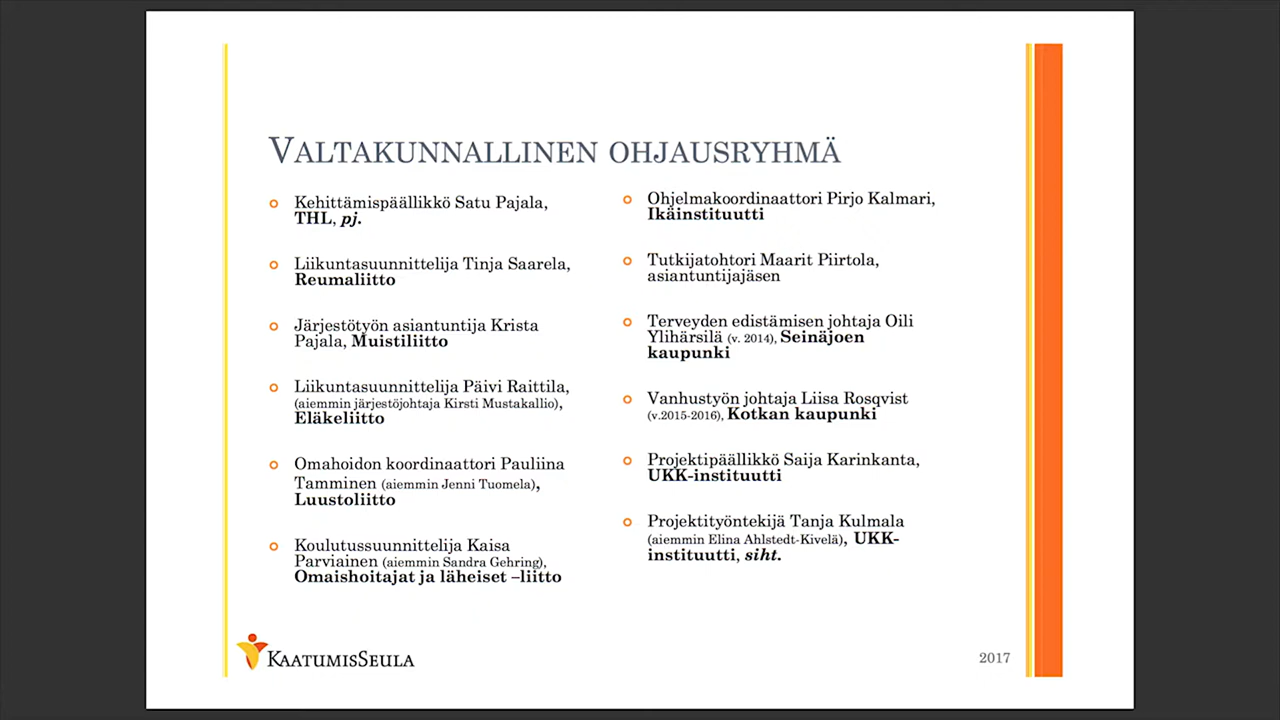 VALTAKUNNALLINEN OHJAUSRYHMÄ
Kehittämispäällikkö Satu Pajala,
THL, pj.
Liikuntasuunnittelija Tinja Saarela,
Reumaliitto
Järjestötyön asiantuntija Krista
Pajala, Muistiliitto
Liikuntasuunnittelija Päivi Raittila,
(aiemmin järjestöjohtaja Kirsti Mustakallio),
Eläkeliitto
Omahoidon koordinaattori Pauliina
Tamminen (aiemmin Jenni Tuomela),
Luustoliitto
Koulutussuunnittelija Kaisa
Parviainen (aiemmin Sandra Gehring),
Omaishoitajat ja läheiset –liitto
Ohjelmakoordinaattori Pirjo Kalmari,
Ikäinstituutti
Tutkijatohtori Maarit Piirtola,
asiantuntijajäsen
Terveyden edistämisen johtaja Oili
Ylihärsilä (v. 2014), Seinäjoen
kaupunki
Vanhustyön johtaja Liisa Rosqvist
(v.2015-2016), Kotkan kaupunki
Projektipäällikkö Saija Karinkanta,
UKK-instituutti
Projektityöntekijä Tanja Kulmala
(aiemmin Elina Ahlstedt-Kivelä), UKK-
instituutti, siht.
KAATUMISSEULA
2017